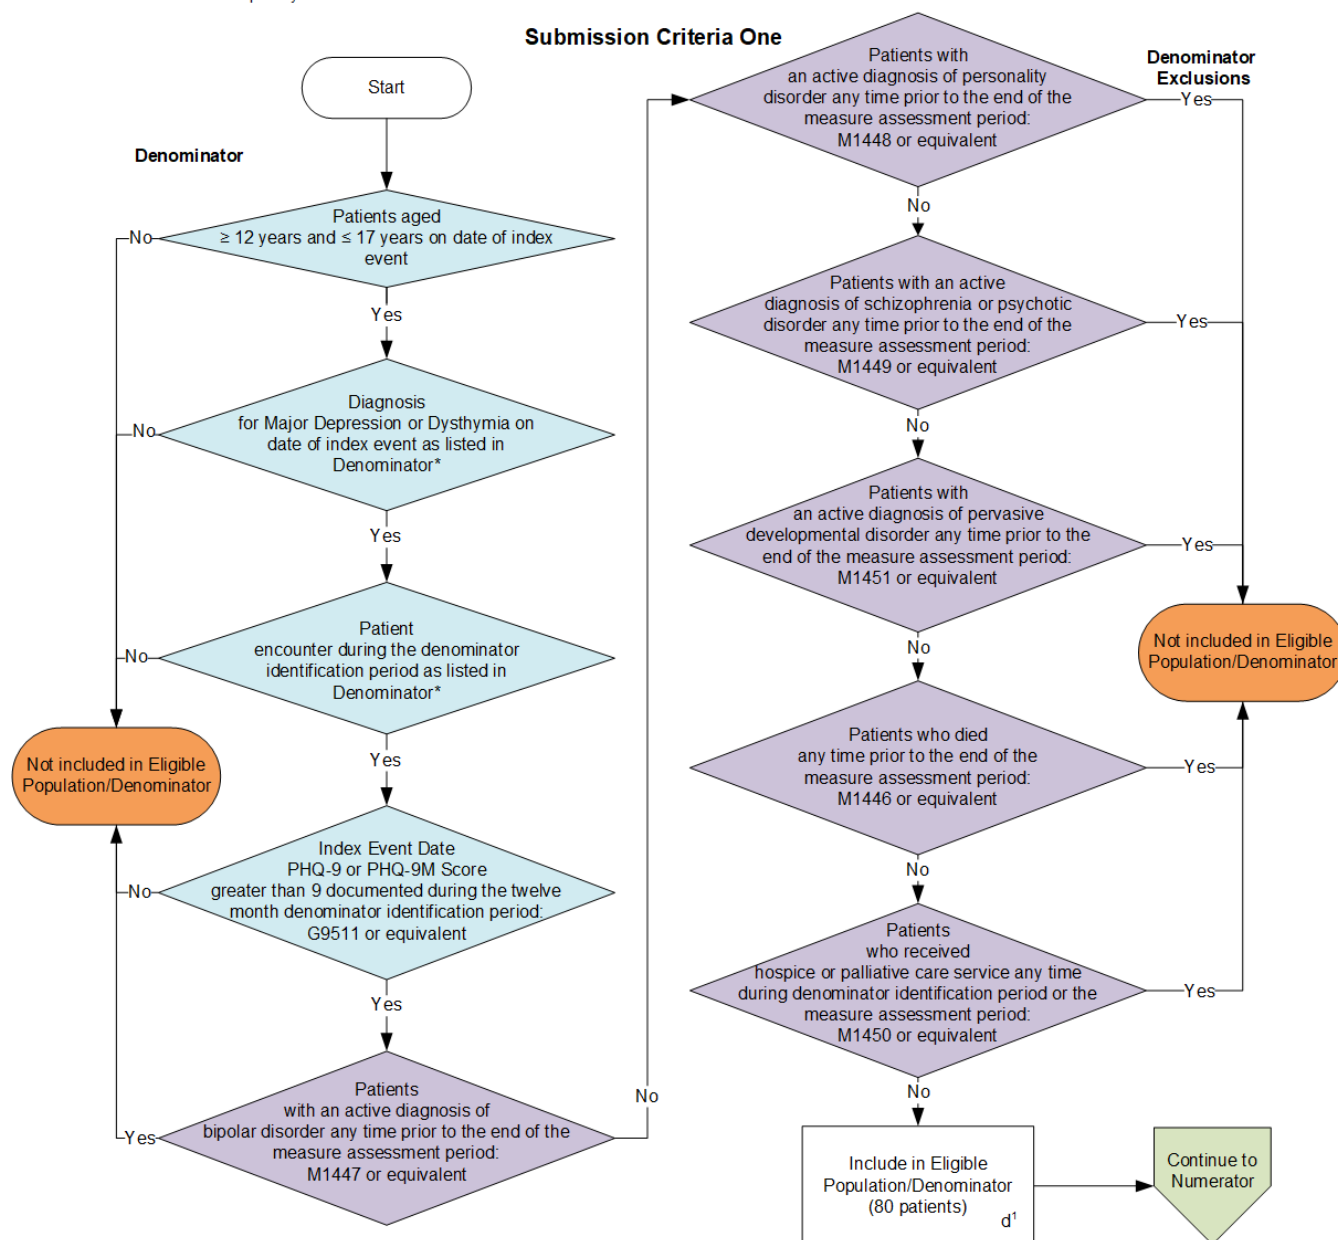 Submission Criteria One
Start
Denominator
Patients aged
≥ 12 years and ≤ 17 years on date of index
event
No
Yes
Diagnosis
for Major Depression or Dysthymia on
date of index event as listed in
Denominator*
No
Yes
Patient
encounter during the denominator
identification period as listed in
Denominator*
No
Yes
Not included in Eligible
Population/Denominator
Index Event Date
PHQ-9 or PHQ-9M Score
greater than 9 documented during the twelve
month denominator identification period:
G9511 or equivalent
No
Yes
Patients
with an active diagnosis of
bipolar disorder any time prior to the end of the
measure assessment period:
M1447 or equivalent
Yes
No
Patients with
an active diagnosis of personality
disorder any time prior to the end of the
measure assessment period:
M1448 or equivalent
Denominator
Exclusions
Yes
No
Patients with an active
diagnosis of schizophrenia or psychotic
disorder any time prior to the end of the
measure assessment period:
M1449 or equivalent
Yes
No
Patients with
an active diagnosis of pervasive
developmental disorder any time prior to the
end of the measure assessment period:
M1451 or equivalent
Yes
No
Not included in Eligible
Population/Denominator
Patients who died
any time prior to the end of the
measure assessment period:
M1446 or equivalent
Yes
No
Patients
who received
hospice or palliative care service any time
during denominator identification period or the
measure assessment period:
M1450 or equivalent
Yes
No
Include in Eligible
Population/Denominator
(80 patients)
d¹
Continue to
Numerator